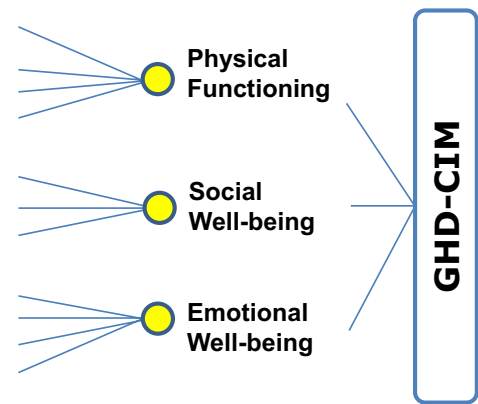 Physical
Functioning
Social
Well-being
Emotional
Well-being
GHD-CIM